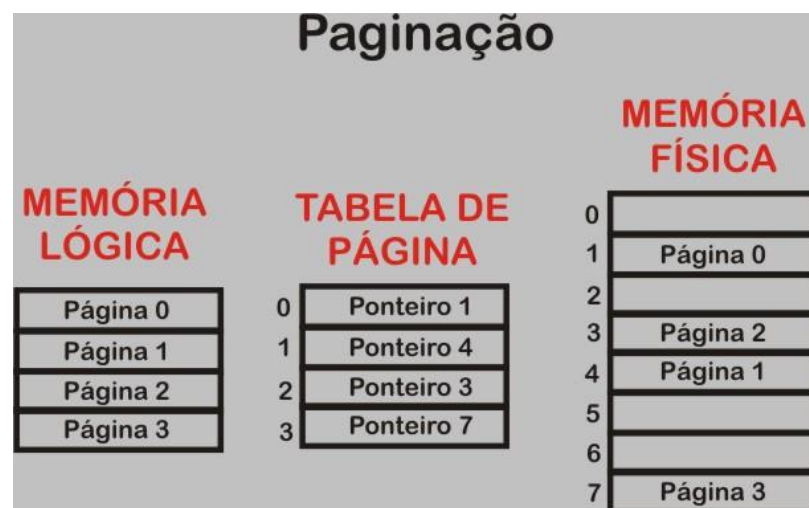 Paginação
MEMÓRIA
LÓGICA
Página 0
Página 1
Página 2
Página 3
TABELA DE
PÁGINA
0 Ponteiro 1
1 Ponteiro 4
2 Ponteiro 3
3 Ponteiro 7
MEMÓRIA
FÍSICA
0
1 Página 0
2
3 Página 2
4 Página 1
5
6
7 Página 3